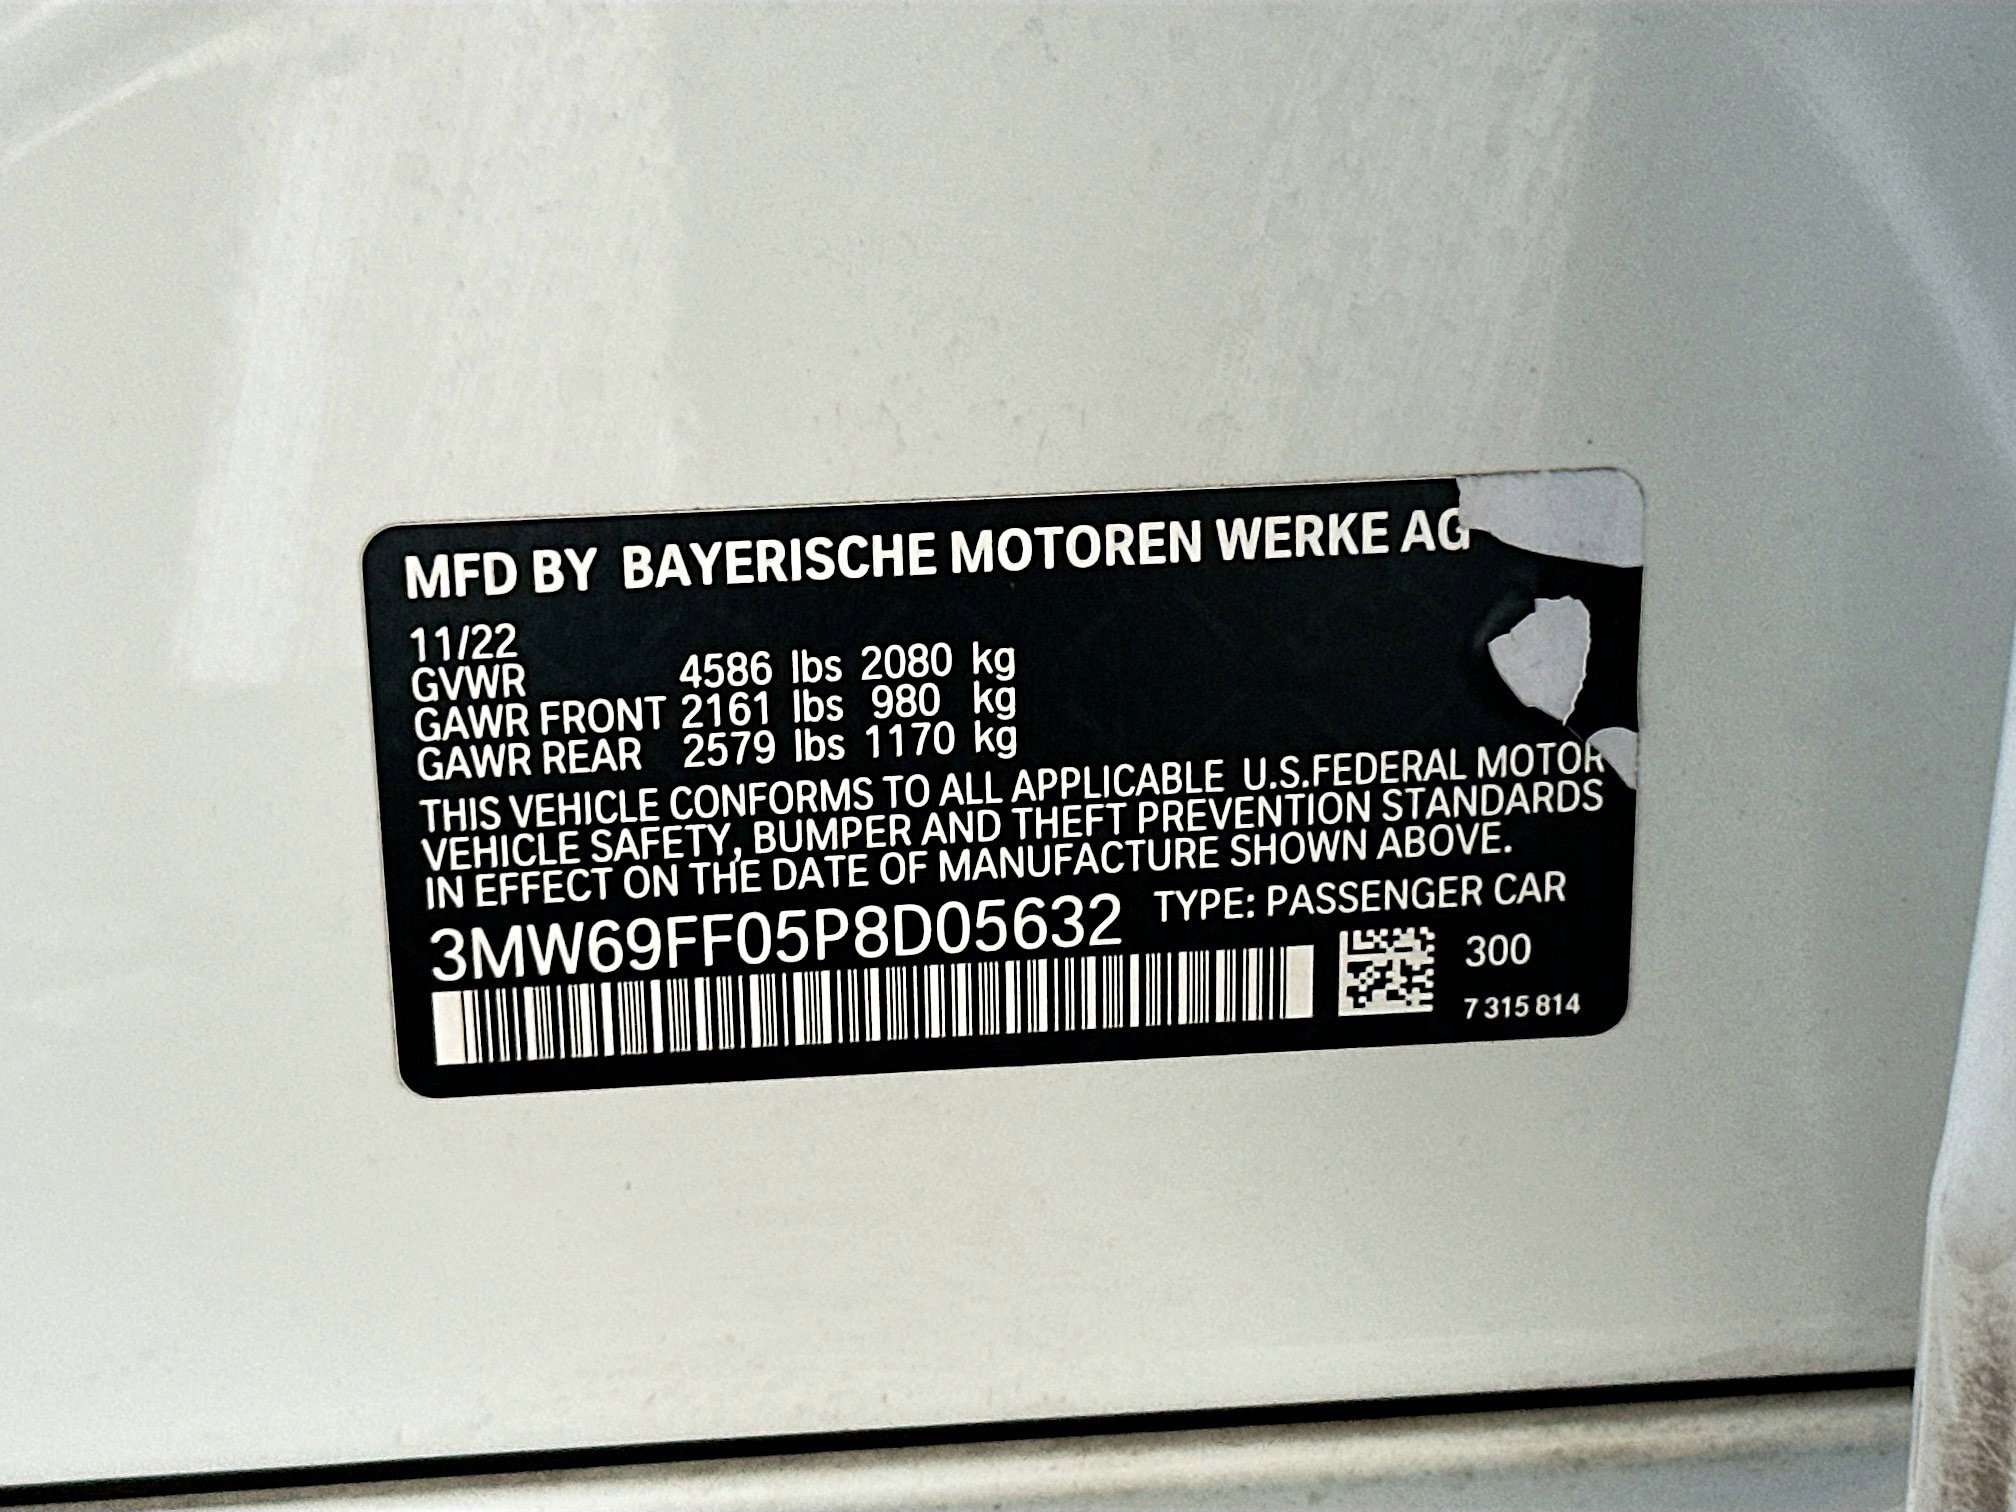 MFD BY BAYERISCHE MOTOREN WERKE AG
11/22
GVWR 4586 lbs 2080 kg
GAWR FRONT 2161 lbs 980 kg
GAWR REAR 2579 lbs 1170 kg
THIS VEHICLE CONFORMS TO ALL APPLICABLE U.S.FEDERAL MOTOR
VEHICLE SAFETY, BUMPER AND THEFT PREVENTION STANDARDS
IN EFFECT ON THE DATE OF MANUFACTURE SHOWN ABOVE.
3MW69FF05P8D05632 TYPE: PASSENGER CAR
300
7 315 814